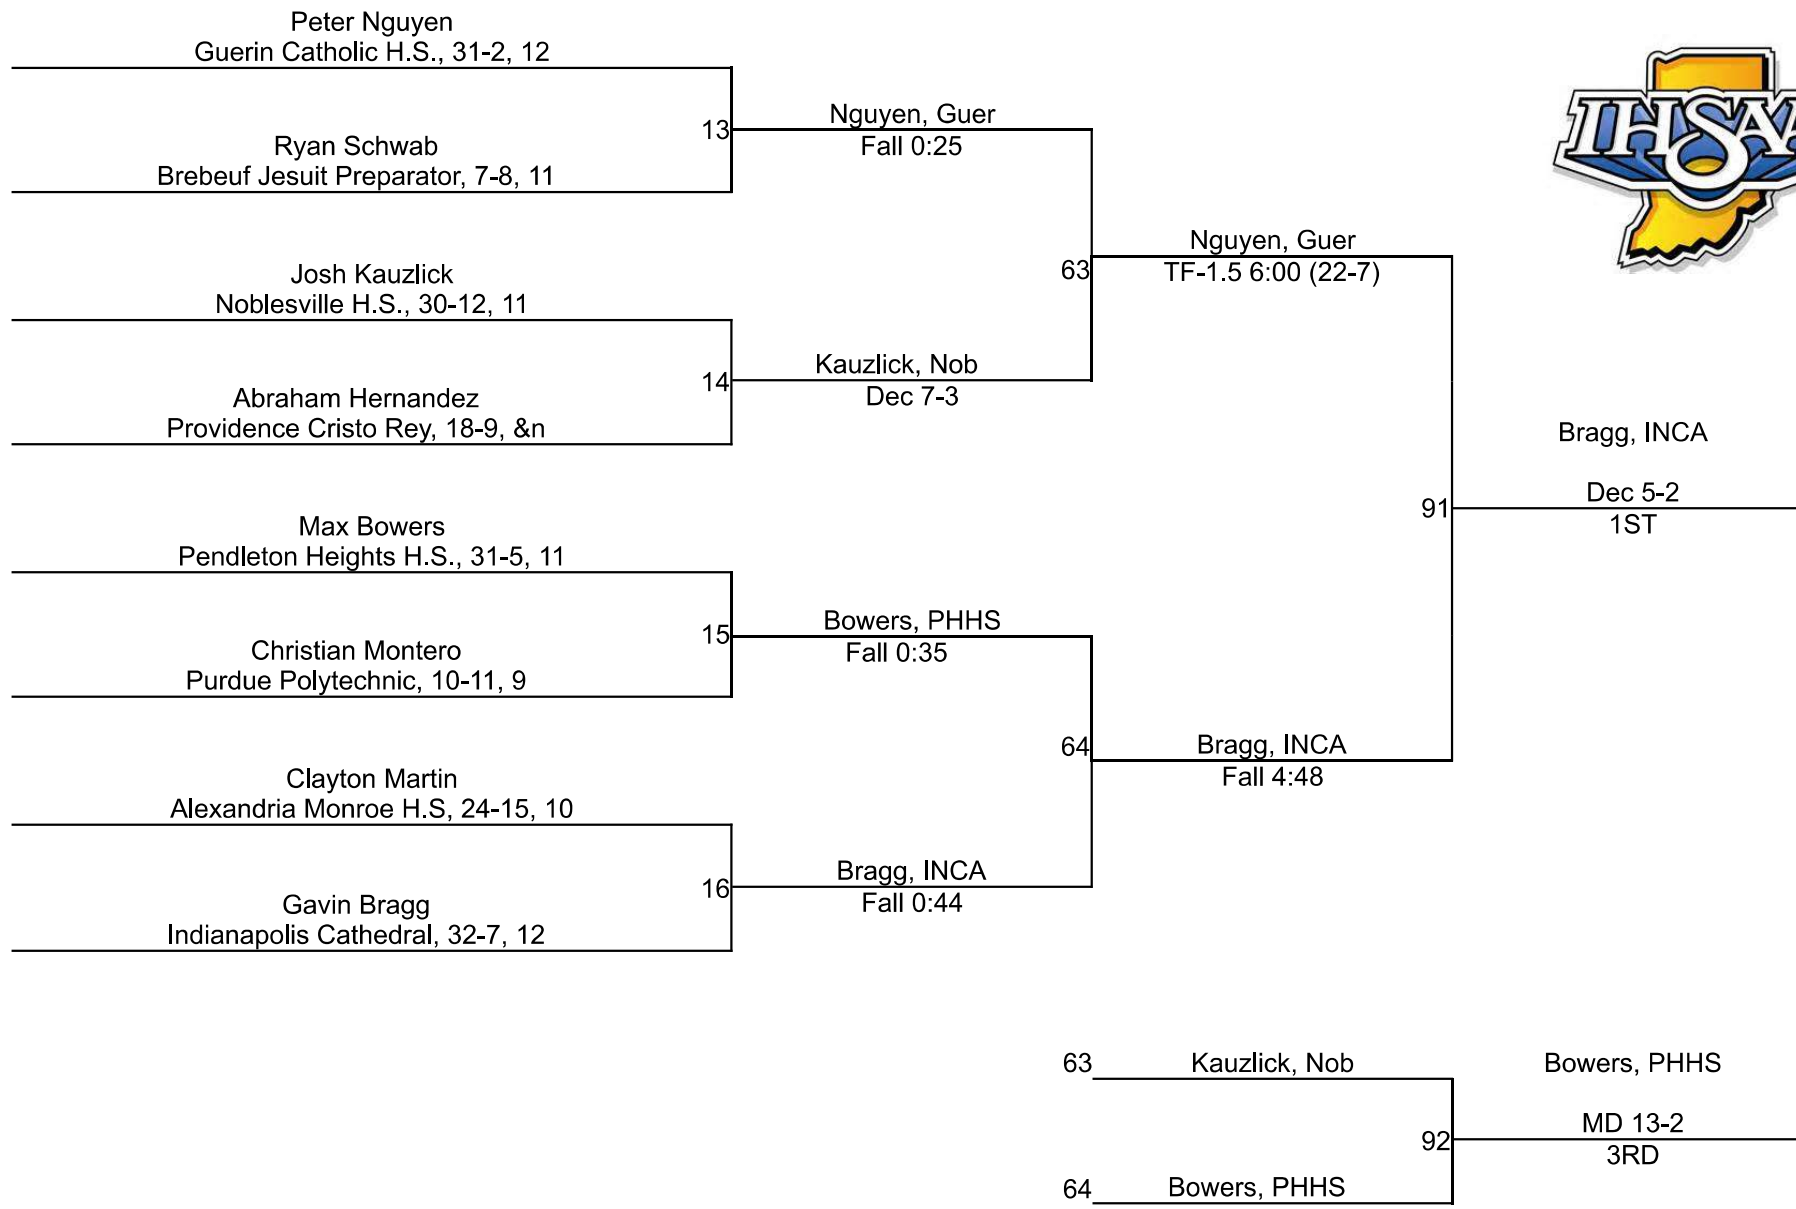 Peter Nguyen
Guerin Catholic H.S., 31-2, 12
Ryan Schwab
Brebeuf Jesuit Preparator, 7-8, 11
13
Nguyen, Guer
Fall 0:25
Josh Kauzlick
Noblesville H.S., 30-12, 11
Abraham Hernandez
Providence Cristo Rey, 18-9, &n
14
Kauzlick, Nob
Dec 7-3
63
Nguyen, Guer
TF-1.5 6:00 (22-7)
IHSAA
Max Bowers
Pendleton Heights H.S., 31-5, 11
Christian Montero
Purdue Polytechnic, 10-11, 9
15
Bowers, PHHS
Fall 0:35
Clayton Martin
Alexandria Monroe H.S, 24-15, 10
Gavin Bragg
Indianapolis Cathedral, 32-7, 12
16
Bragg, INCA
Fall 0:44
64
Bragg, INCA
Fall 4:48
91
Bragg, INCA
Dec 5-2
1ST
63
Kauzlick, Nob
64
Bowers, PHHS
92
Bowers, PHHS
MD 13-2
3RD